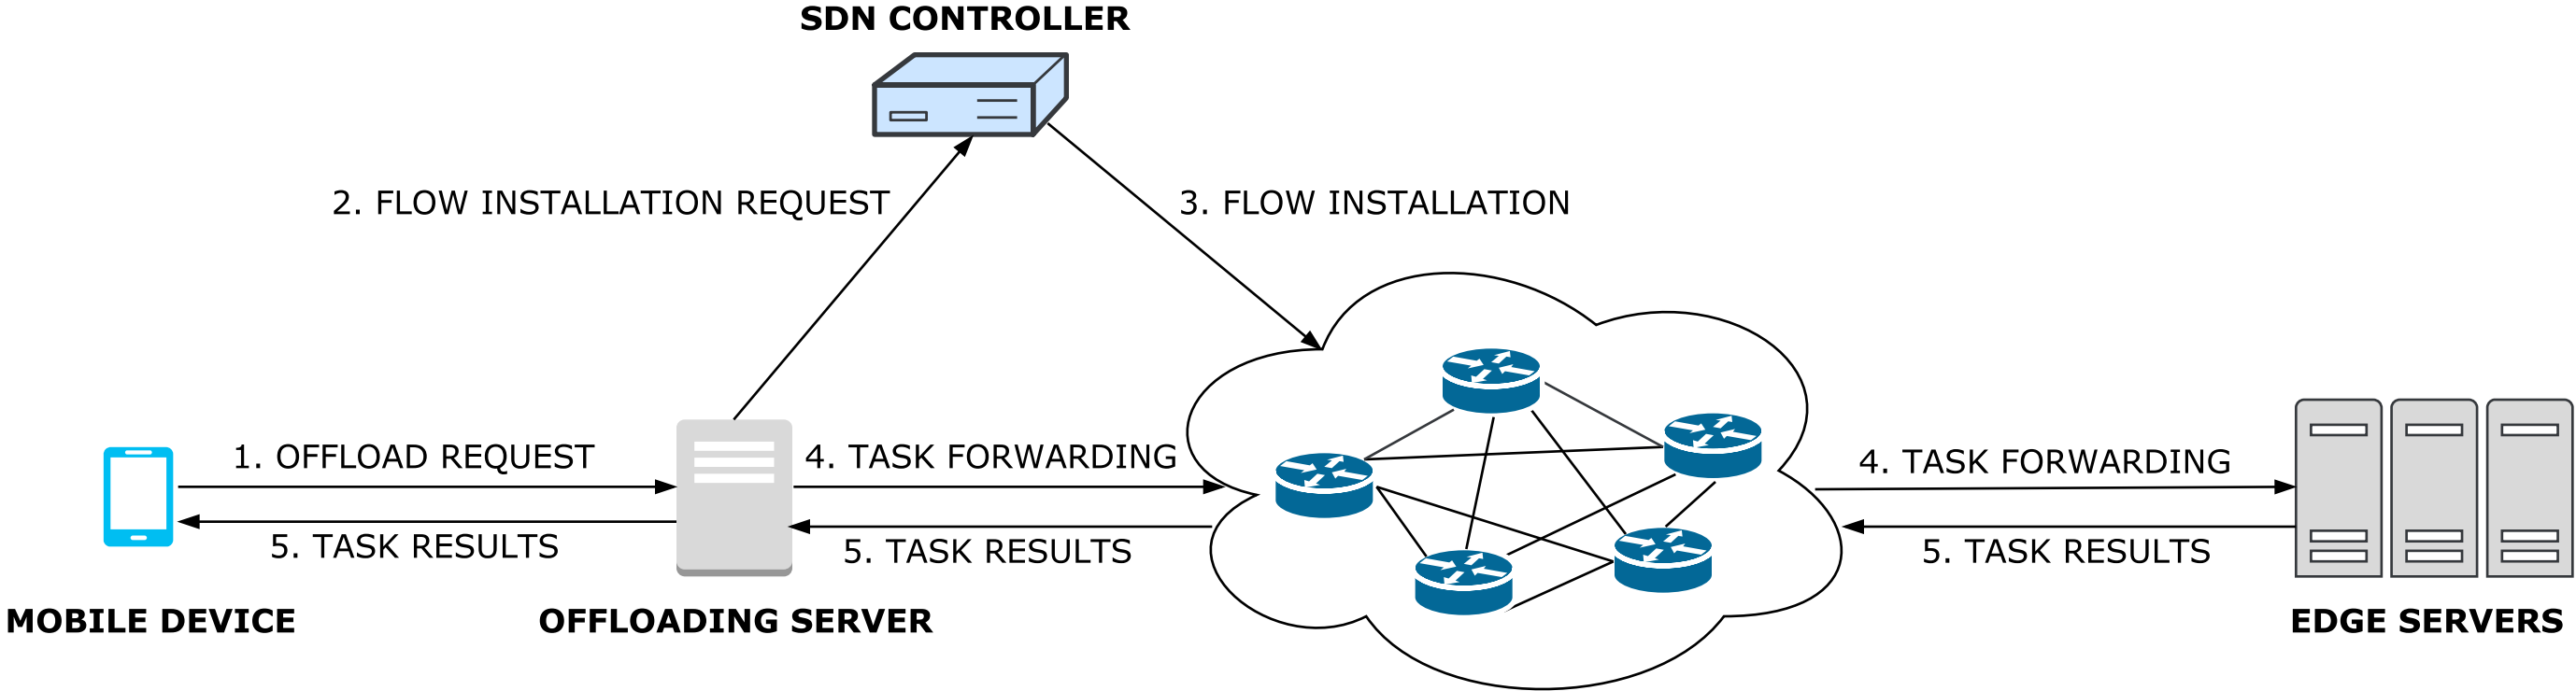 SDN CONTROLLER
2. FLOW INSTALLATION REQUEST
3. FLOW INSTALLATION
1. OFFLOAD REQUEST
4. TASK FORWARDING
4. TASK FORWARDING
5. TASK RESULTS
5. TASK RESULTS
5. TASK RESULTS
MOBILE DEVICE
OFFLOADING SERVER
EDGE SERVERS